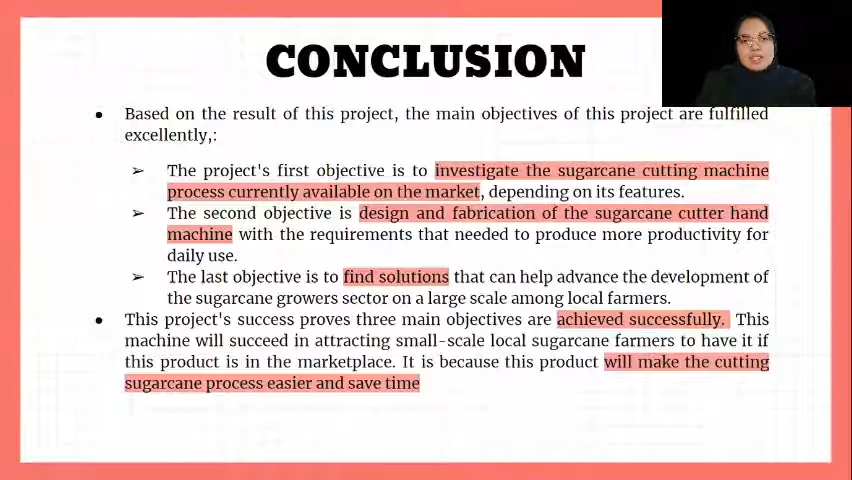 CONCLUSION
● Based on the result of this project, the main objectives of this project are fulfilled
excellently,:
➢ The project's first objective is to investigate the sugarcane cutting machine
process currently available on the market, depending on its features.
➢ The second objective is design and fabrication of the sugarcane cutter hand
machine with the requirements that needed to produce more productivity for
daily use.
➢ The last objective is to find solutions that can help advance the development of
the sugarcane growers sector on a large scale among local farmers.
● This project's success proves three main objectives are achieved successfully. This
machine will succeed in attracting small-scale local sugarcane farmers to have it if
this product is in the marketplace. It is because this product will make the cutting
sugarcane process easier and save time